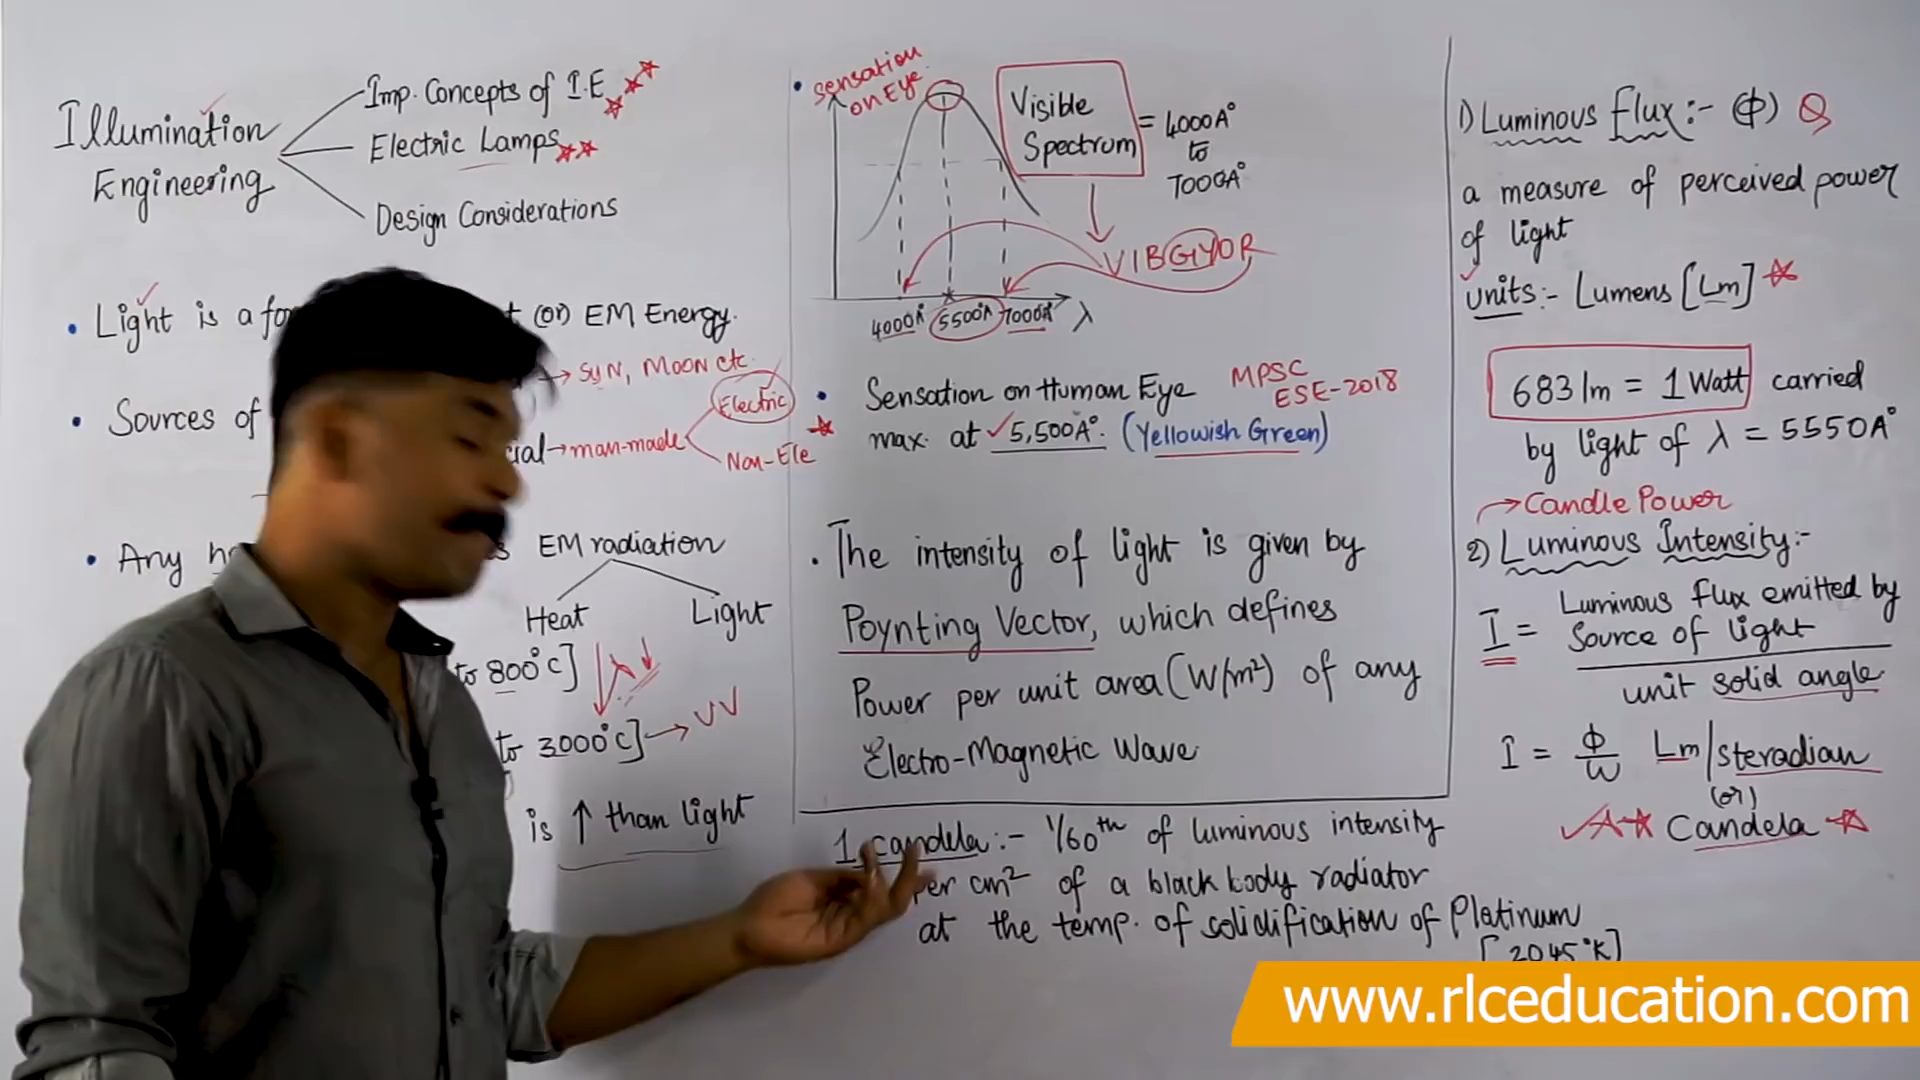 Illumination
Engineering
Imp. Concepts of I.E
Electric Lamps
Design Considerations
Light is a
(or) EM Energy.
Sources of
→ SUN, MOON etc.
→ man-made
Electric
Non-Ele
Any
EM radiation
Heat
Light
to 800°C] λ↓
to 3000°C] → UV
is ↑ than light
Sensation
on Eye
Visible
Spectrum
= 4000A°
to
7000A°
VIBGYOR
4000A° 5500A° 7000A° λ
Sensation on Human Eye
MPSC
ESE-2018
max. at 5,500A°. (Yellowish Green)
The intensity of light is given by
Poynting Vector, which defines
Power per unit area (W/m²) of any
Electro-Magnetic Wave
1 candela:- 1/60th of luminous intensity
per cm² of a black body radiator
at the temp. of solidification of Platinum
[2045°K]
1) Luminous flux:- (ϕ) Q
a measure of perceived power
of light
units:- Lumens [Lm]
683 lm = 1 Watt carried
by light of λ = 5550A°
→ Candle Power
2) Luminous Intensity:-
I = Luminous flux emitted by
Source of light
unit solid angle
I = ϕ/ω Lm/steradian
(or)
Candela
www.rlceducation.com